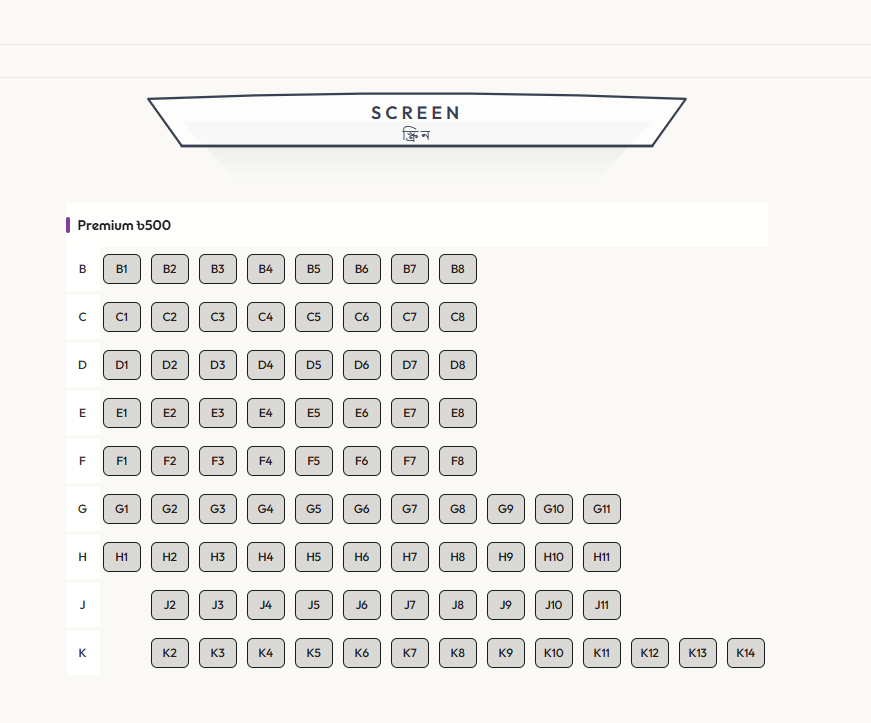 SCREEN
স্ক্রিন
Premium ৳500
B B1 B2 B3 B4 B5 B6 B7 B8
C C1 C2 C3 C4 C5 C6 C7 C8
D D1 D2 D3 D4 D5 D6 D7 D8
E E1 E2 E3 E4 E5 E6 E7 E8
F F1 F2 F3 F4 F5 F6 F7 F8
G G1 G2 G3 G4 G5 G6 G7 G8 G9 G10 G11
H H1 H2 H3 H4 H5 H6 H7 H8 H9 H10 H11
J J2 J3 J4 J5 J6 J7 J8 J9 J10 J11
K K2 K3 K4 K5 K6 K7 K8 K9 K10 K11 K12 K13 K14